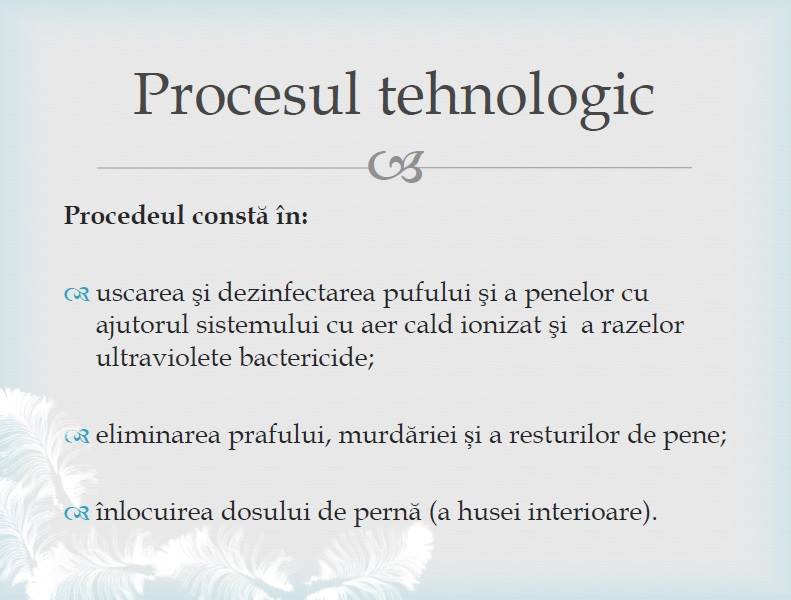 Procesul tehnologic
Procedeul constă în:
uscarea şi dezinfectarea pufului şi a penelor cu
ajutorul sistemului cu aer cald ionizat şi  a razelor
ultraviolete bactericide;
eliminarea prafului, murdăriei și a resturilor de pene;
înlocuirea dosului de pernă (a husei interioare).